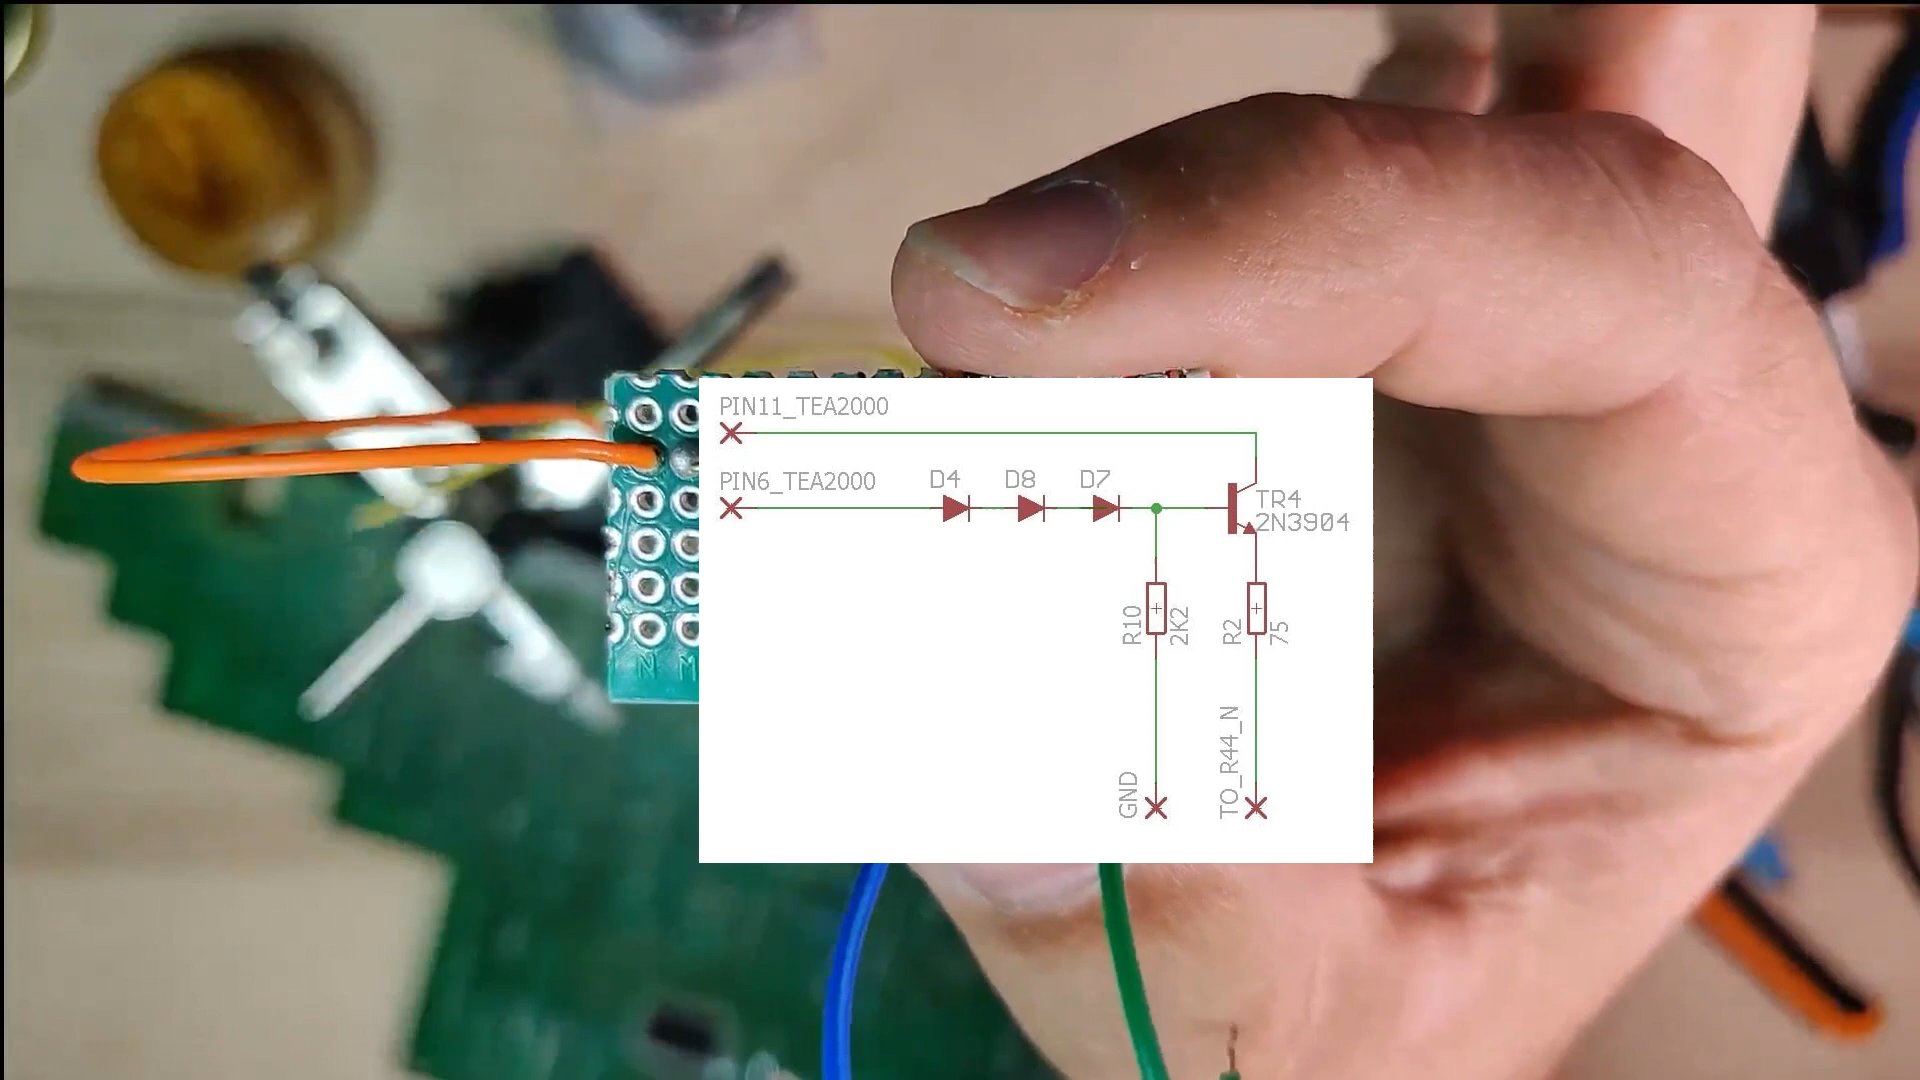 PIN11_TEA2000
PIN6_TEA2000
D4
D8
D7
TR4
2N3904
R10
2K2
R2
75
GND
TO_R44_N
N
M